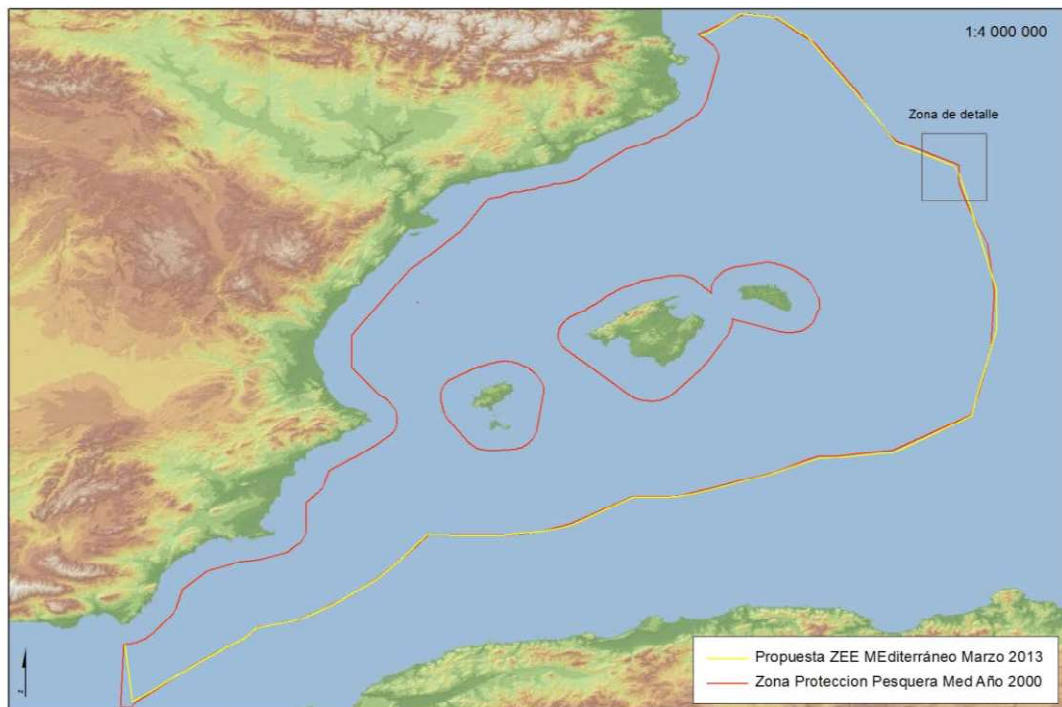 1:4 000 000
Zona de detalle
Propuesta ZEE MEditerráneo Marzo 2013
Zona Proteccion Pesquera Med Año 2000
z